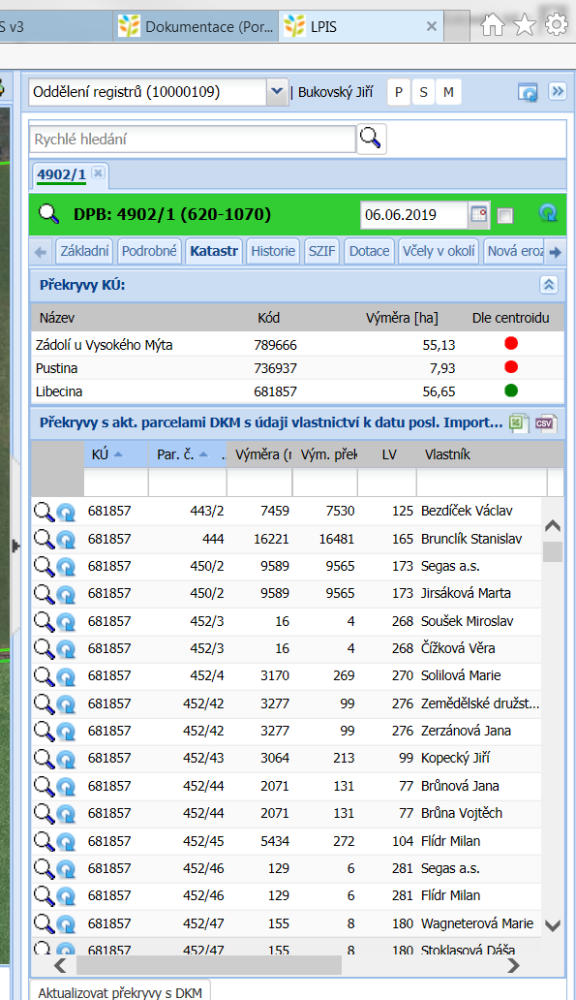 S v3
Dokumentace (Por...
LPIS
Oddělení registrů (10000109)
| Bukovský Jiří
P S M
Rychlé hledání
4902/1
DPB: 4902/1 (620-1070)
06.06.2019
Základní Podrobné Katastr Historie SZIF Dotace Včely v okolí Nová eroz
Překryvy KÚ:
Název Kód Výměra [ha] Dle centroidu
Zádolí u Vysokého Mýta 789666 55,13
Pustina 736937 7,93
Libecina 681857 56,65
Překryvy s akt. parcelami DKM s údaji vlastnictví k datu posl. Import... CSV
KÚ Par. č. .. Výměra (r Vým. přek LV Vlastník
681857 443/2 7459 7530 125 Bezdíček Václav
681857 444 16221 16481 165 Brunclík Stanislav
681857 450/2 9589 9565 173 Segas a.s.
681857 450/2 9589 9565 173 Jirsáková Marta
681857 452/3 16 4 268 Soušek Miroslav
681857 452/3 16 4 268 Čížková Věra
681857 452/4 3170 269 270 Solilová Marie
681857 452/42 3277 99 276 Zemědělské družst...
681857 452/42 3277 99 276 Zerzánová Jana
681857 452/43 3064 213 99 Kopecký Jiří
681857 452/44 2071 131 77 Brůnová Jana
681857 452/44 2071 131 77 Brůna Vojtěch
681857 452/45 5434 272 104 Flídr Milan
681857 452/46 129 6 281 Segas a.s.
681857 452/46 129 6 281 Flídr Milan
681857 452/47 155 8 180 Wagneterová Marie
681857 452/47 155 8 180 Stoklasová Dáša
Aktualizovat překryvy s DKM